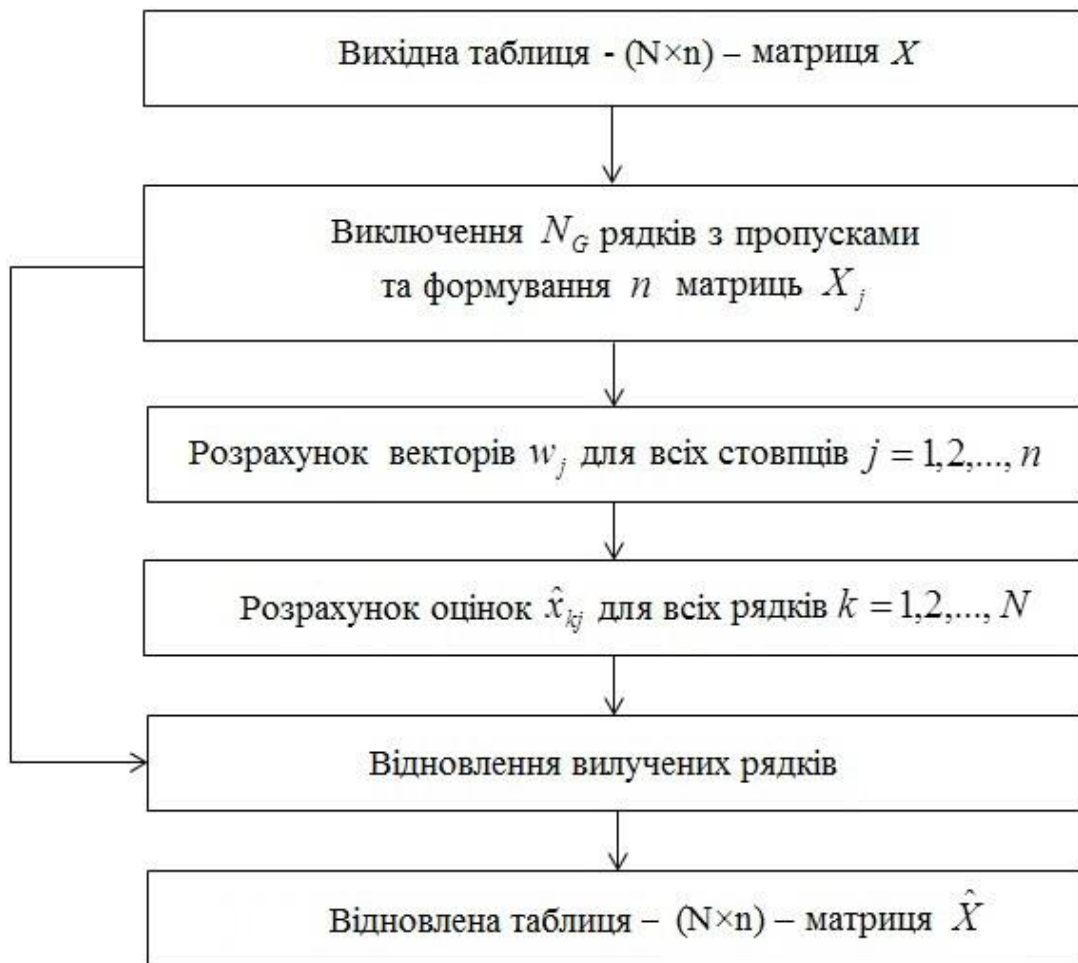 Вихідна таблиця - (N×n) – матриця X
Виключення N_G рядків з пропусками
та формування n матриць X_j
Розрахунок векторів w_j для всіх стовпців j = 1,2,..., n
Розрахунок оцінок x̂_kj для всіх рядків k = 1,2,..., N
Відновлення вилучених рядків
Відновлена таблиця – (N×n) – матриця X̂